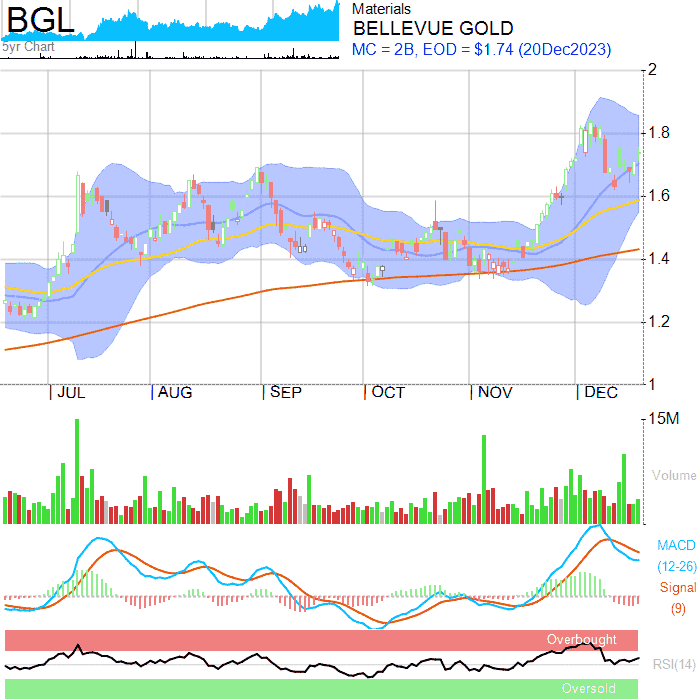 BGL
5yr Chart
Materials
BELLEVUE GOLD
MC = 2B, EOD = $1.74 (20Dec2023)
2
1.8
1.6
1.4
1.2
1
JUL AUG SEP OCT NOV DEC
15M
Volume
MACD
(12-26)
Signal
(9)
Overbought
RSI(14)
Oversold